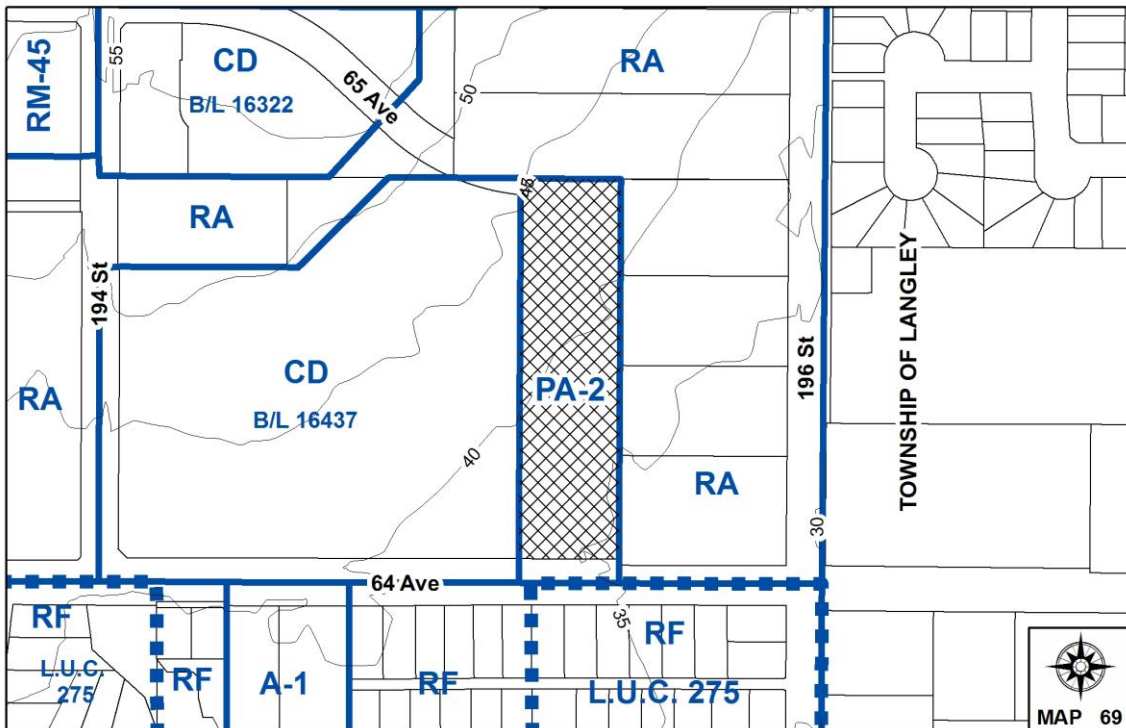 RM-45
55
CD
B/L 16322
65 Ave
50
RA
RA
45
194 St
RA
CD
B/L 16437
40
PA-2
RA
196 St
TOWNSHIP OF LANGLEY
30
64 Ave
RF
L.U.C.
275
RF
A-1
RF
35
RF
L.U.C. 275
MAP 69